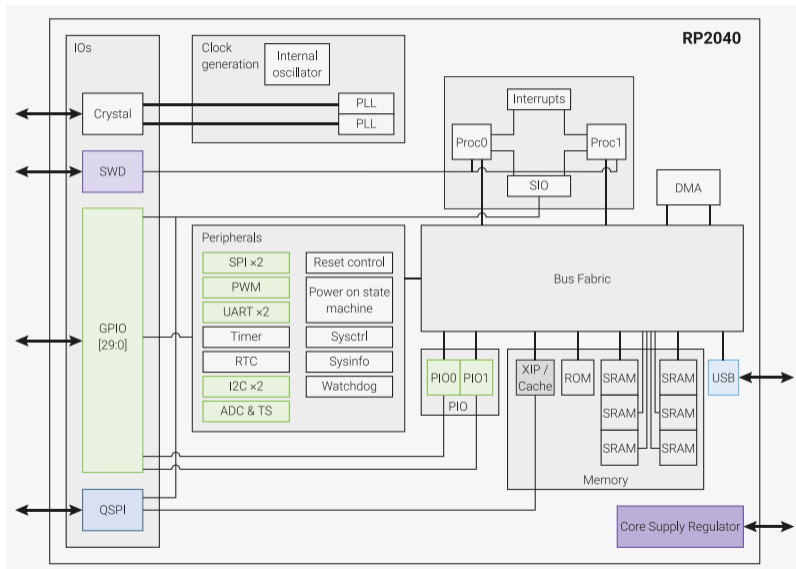 RP2040
IOs
Clock
generation
Internal
oscillator
Crystal
PLL
PLL
Interrupts
Proc0
Proc1
SWD
SIO
DMA
Peripherals
SPI ×2
PWM
UART ×2
Timer
RTC
I2C ×2
ADC & TS
Reset control
Power on state
machine
Sysctrl
Sysinfo
Watchdog
Bus Fabric
GPIO
[29:0]
PIO0
PIO1
PIO
XIP /
Cache
ROM
SRAM
SRAM
SRAM
SRAM
SRAM
SRAM
Memory
USB
QSPI
Core Supply Regulator